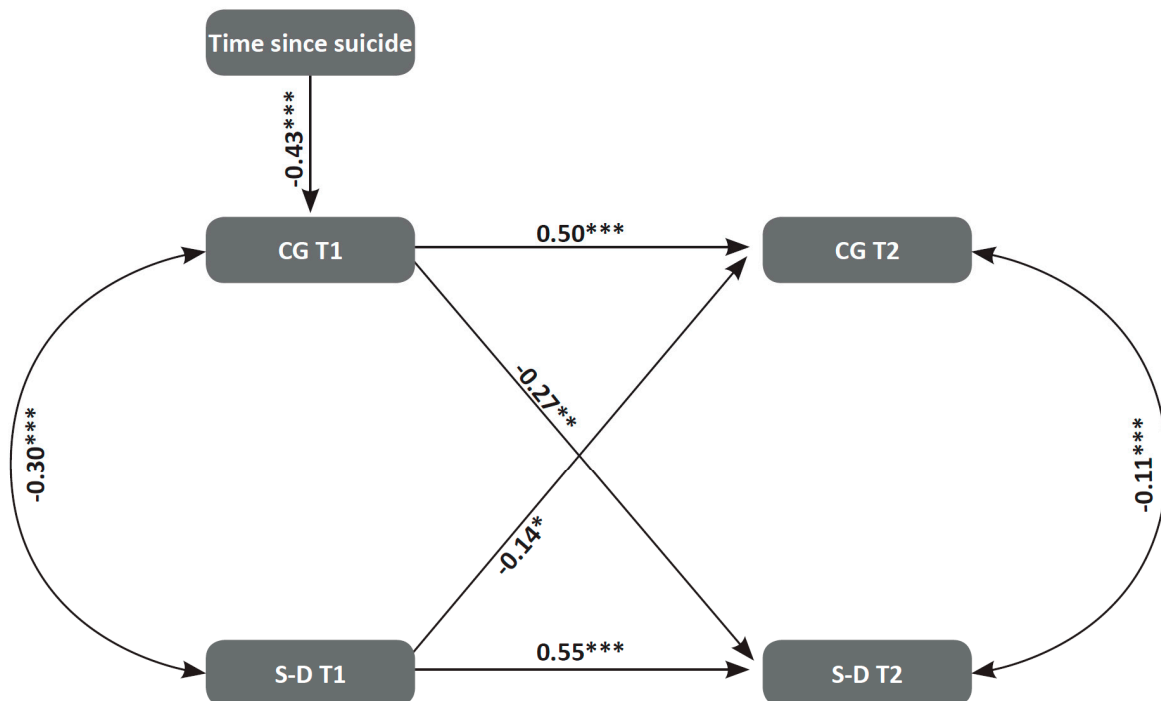 Time since suicide
-0.43***
CG T1
0.50***
CG T2
-0.30***
-0.27**
-0.14*
-0.11***
S-D T1
0.55***
S-D T2